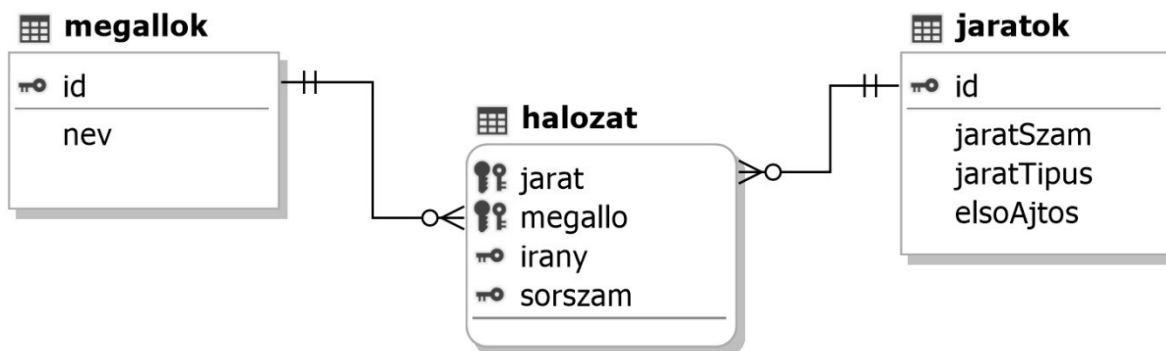 megallok
id
nev
halozat
jarat
megallo
irany
sorszam
jaratok
id
jaratSzam
jaratTipus
elsoAjtos